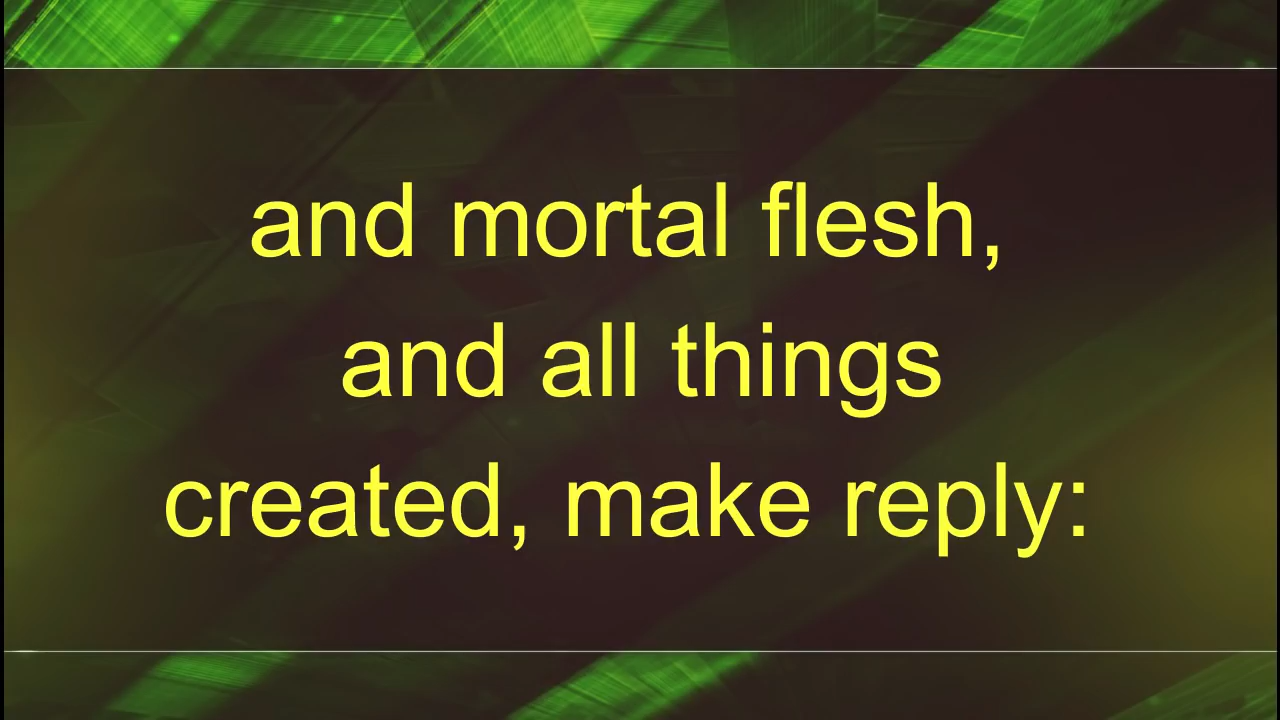 and mortal flesh,
and all things
created, make reply: